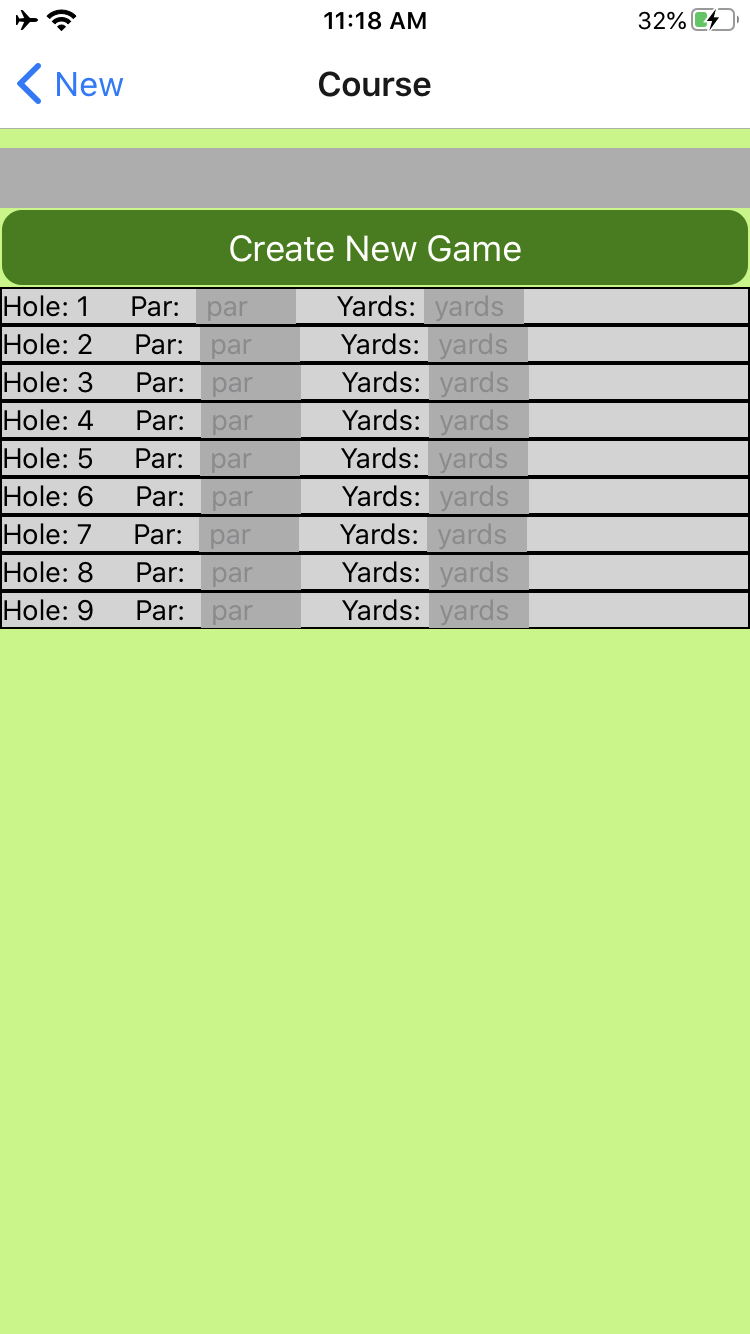 11:18 AM 32%
New Course
Create New Game
Hole: 1 Par: par Yards: yards
Hole: 2 Par: par Yards: yards
Hole: 3 Par: par Yards: yards
Hole: 4 Par: par Yards: yards
Hole: 5 Par: par Yards: yards
Hole: 6 Par: par Yards: yards
Hole: 7 Par: par Yards: yards
Hole: 8 Par: par Yards: yards
Hole: 9 Par: par Yards: yards